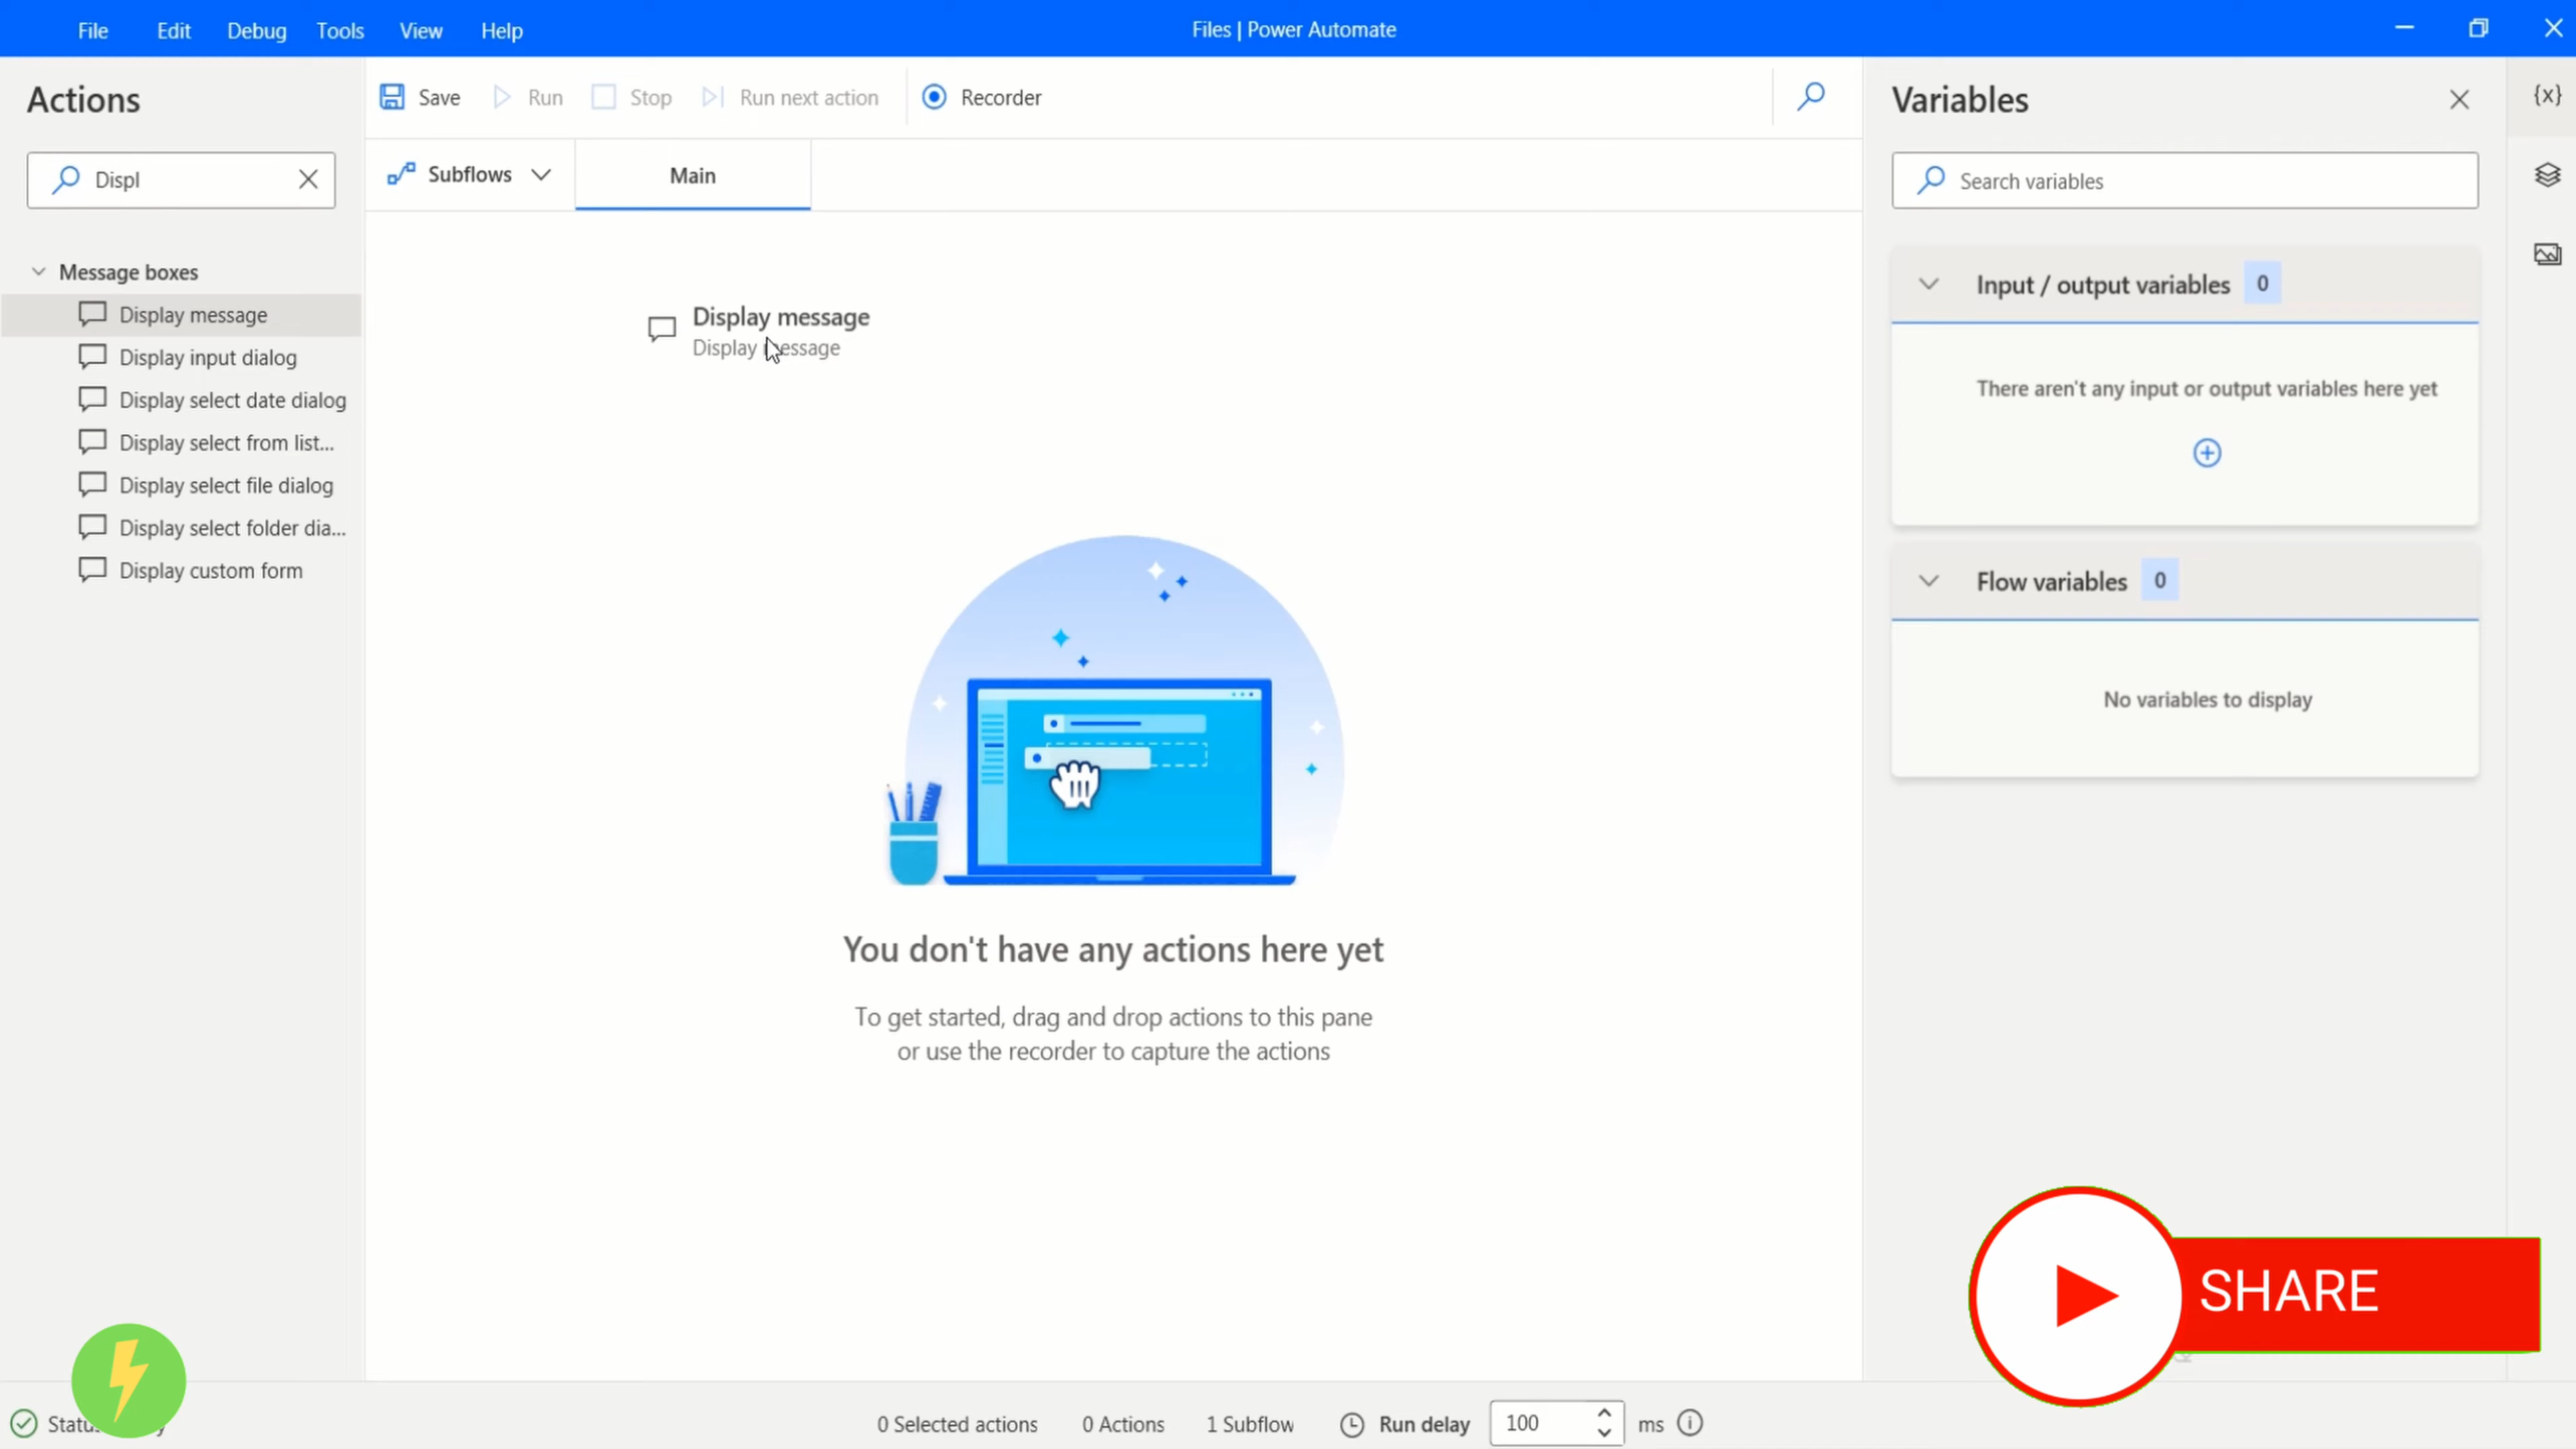 File Edit Debug Tools View Help
Files | Power Automate
Actions
Displ
Message boxes
Display message
Display input dialog
Display select date dialog
Display select from list...
Display select file dialog
Display select folder dia...
Display custom form
Save Run Stop Run next action Recorder
Subflows Main
Display message
Display message
You don't have any actions here yet
To get started, drag and drop actions to this pane
or use the recorder to capture the actions
Variables
{x}
Search variables
Input / output variables 0
There aren't any input or output variables here yet
Flow variables 0
No variables to display
SHARE
0 Selected actions 0 Actions 1 Subflow Run delay 100 ms